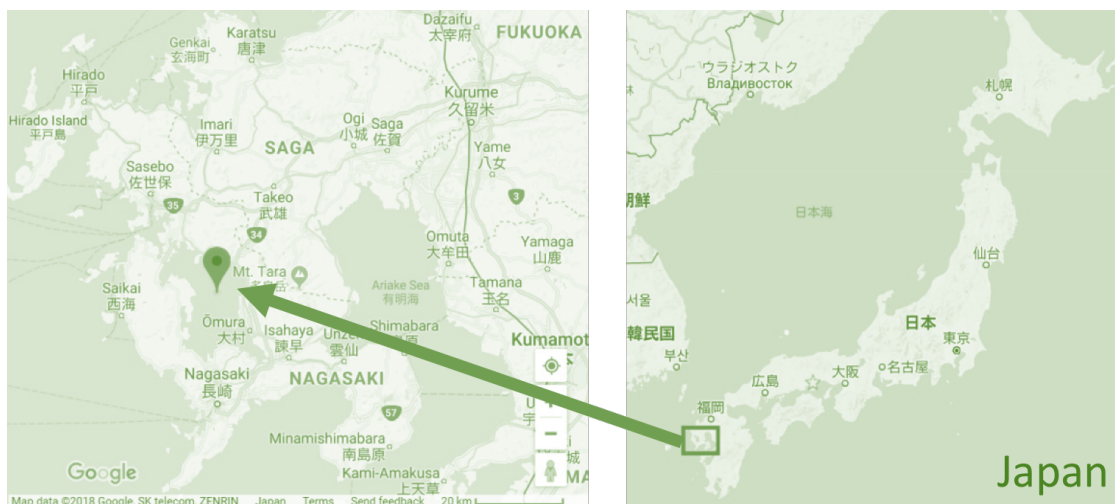 Dazaifu
太宰府
FUKUOKA
Karatsu
唐津
Genkai
玄海町
Hirado
平戸
Kurume
久留米
Hirado Island
平戸島
Imari
伊万里
Ogi
小城
Saga
佐賀
SAGA
Yame
八女
Sasebo
佐世保
Takeo
武雄
3
35
34
Omuta
大牟田
Yamaga
山鹿
Mt. Tara
Saikai
西海
Ariake Sea
有明海
Tamana
玉名
Ōmura
大村
Isahaya
諫早
Unzen
雲仙
Shimabara
Kumamot
Nagasaki
長崎
NAGASAKI
57
Minamishimabara
南島原
Kami-Amakusa
上天草
Google
Map data ©2018 Google, SK telecom, ZENRIN
Japan
Terms
Send feedback
20 km
ウラジオストク
Владивосток
札幌
日本海
仙台
서울
韓民国
부산
日本
東京
名古屋
大阪
広島
福岡
Japan